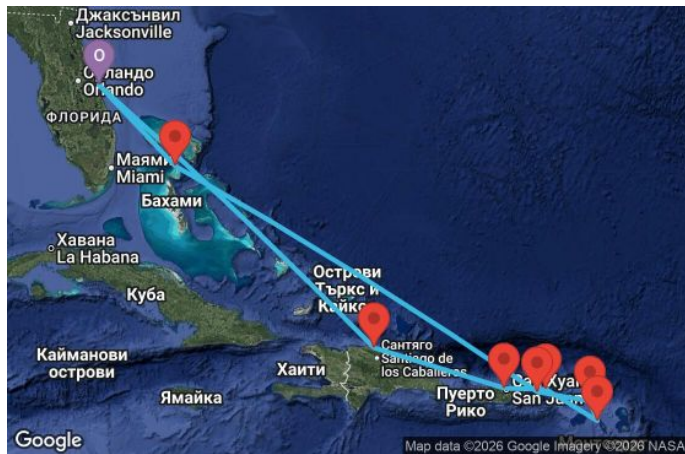 Джаксънвил
Jacksonville
O
Орландо
Orlando
ФЛОРИДА
Маями
Miami
Бахами
Хавана
La Habana
Куба
Острови
Търкс и
Кайкос
Кайманови
острови
Ямайка
Хаити
Сантяго
Santiago de
los Caballeros
Пуерто
Рико
San Juan
Google
Map data ©2026 Google Imagery ©2026 NASA